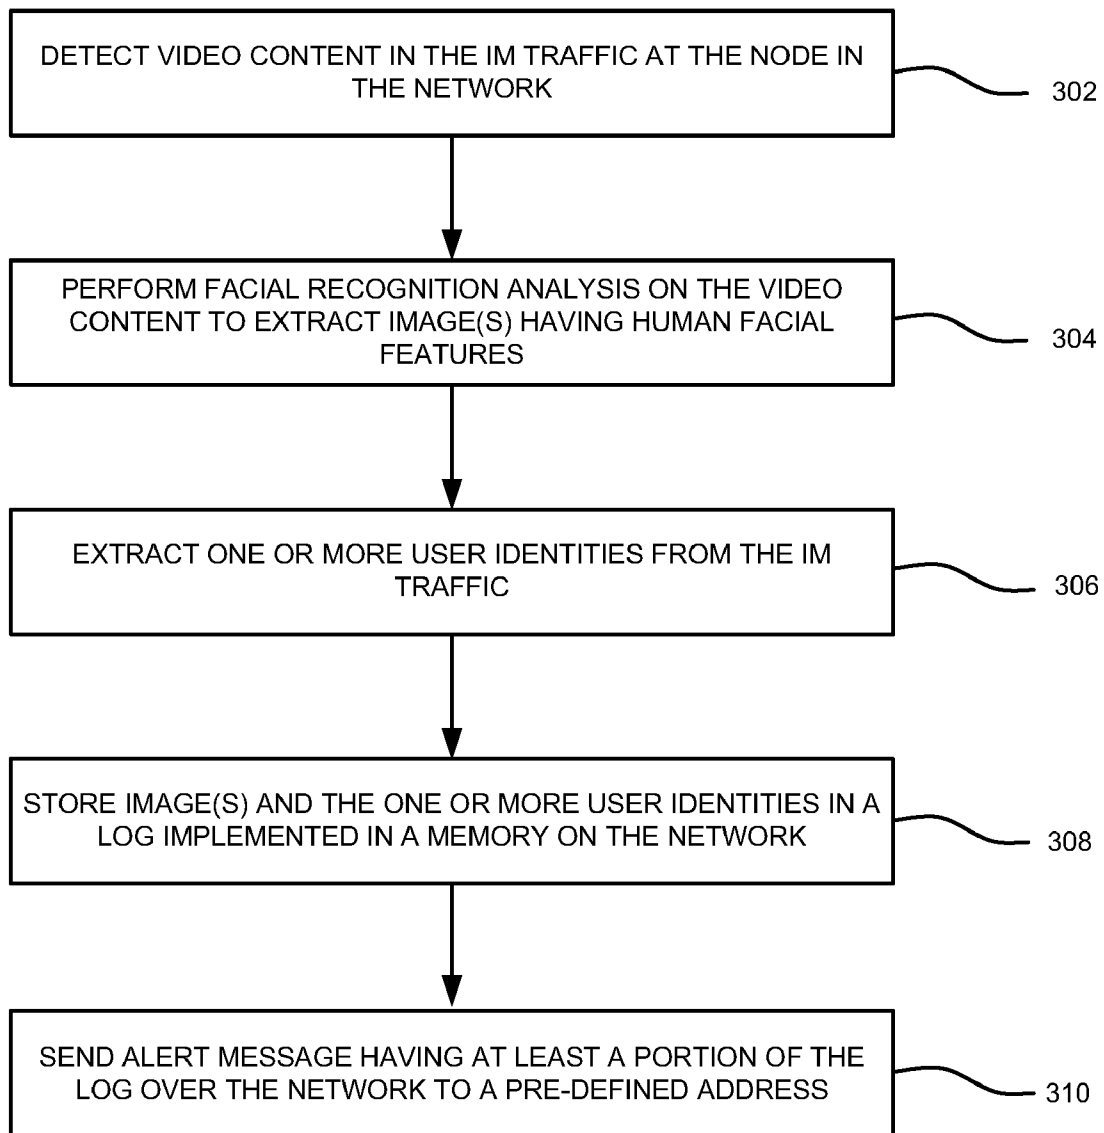 DETECT VIDEO CONTENT IN THE IM TRAFFIC AT THE NODE IN
THE NETWORK
302
PERFORM FACIAL RECOGNITION ANALYSIS ON THE VIDEO
CONTENT TO EXTRACT IMAGE(S) HAVING HUMAN FACIAL
FEATURES
304
EXTRACT ONE OR MORE USER IDENTITIES FROM THE IM
TRAFFIC
306
STORE IMAGE(S) AND THE ONE OR MORE USER IDENTITIES IN A
LOG IMPLEMENTED IN A MEMORY ON THE NETWORK
308
SEND ALERT MESSAGE HAVING AT LEAST A PORTION OF THE
LOG OVER THE NETWORK TO A PRE-DEFINED ADDRESS
310